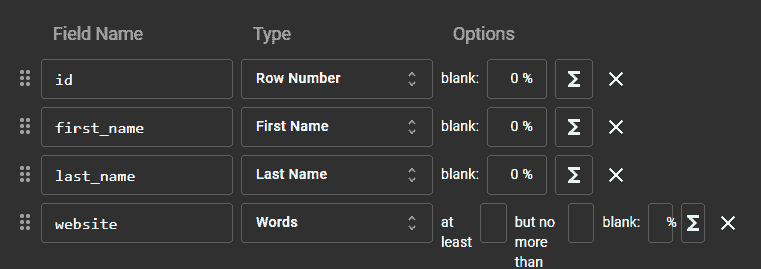 Field Name Type Options
id Row Number blank: 0 % Σ
first_name First Name blank: 0 % Σ
last_name Last Name blank: 0 % Σ
website Words at least but no more than blank: % Σ